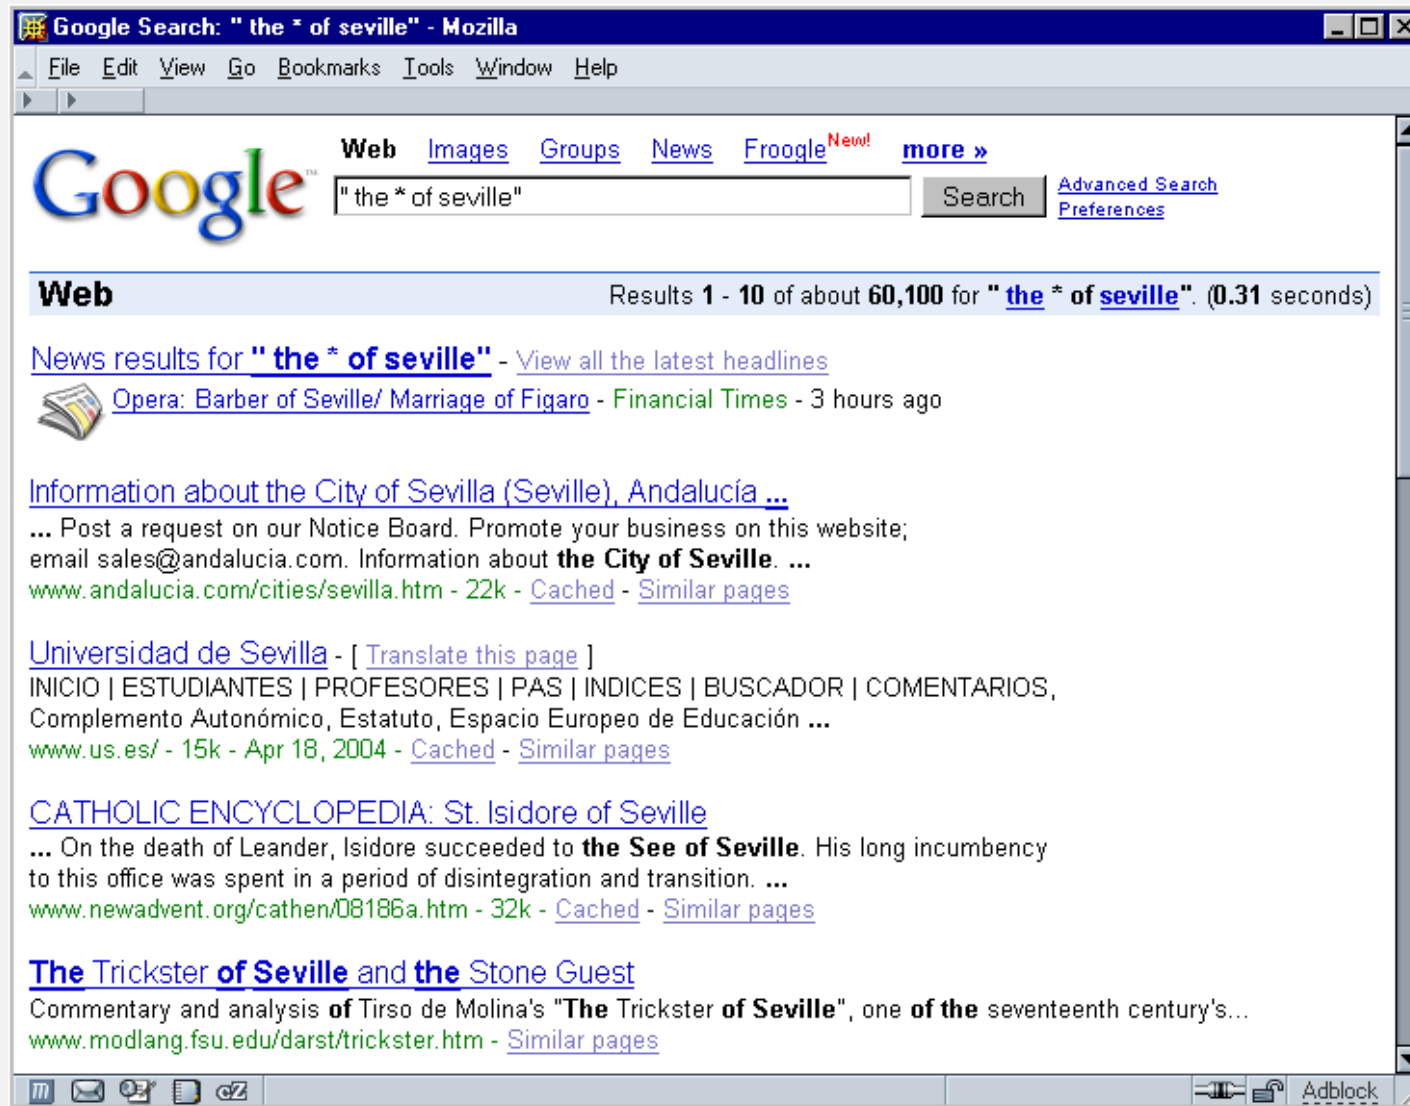 Google Search: " the * of seville" - Mozilla
File Edit View Go Bookmarks Tools Window Help
Web Images Groups News Froogle New! more »
Google™
" the * of seville" Search Advanced Search
Preferences
Web Results 1 - 10 of about 60,100 for " the * of seville". (0.31 seconds)
News results for " the * of seville" - View all the latest headlines
Opera: Barber of Seville/ Marriage of Figaro - Financial Times - 3 hours ago
Information about the City of Sevilla (Seville), Andalucía ...
... Post a request on our Notice Board. Promote your business on this website;
email sales@andalucia.com. Information about the City of Seville. ...
www.andalucia.com/cities/sevilla.htm - 22k - Cached - Similar pages
Universidad de Sevilla - [ Translate this page ]
INICIO | ESTUDIANTES | PROFESORES | PAS | INDICES | BUSCADOR | COMENTARIOS,
Complemento Autonómico, Estatuto, Espacio Europeo de Educación ...
www.us.es/ - 15k - Apr 18, 2004 - Cached - Similar pages
CATHOLIC ENCYCLOPEDIA: St. Isidore of Seville
... On the death of Leander, Isidore succeeded to the See of Seville. His long incumbency
to this office was spent in a period of disintegration and transition. ...
www.newadvent.org/cathen/08186a.htm - 32k - Cached - Similar pages
The Trickster of Seville and the Stone Guest
Commentary and analysis of Tirso de Molina's "The Trickster of Seville", one of the seventeenth century's...
www.modlang.fsu.edu/darst/trickster.htm - Similar pages
Adblock